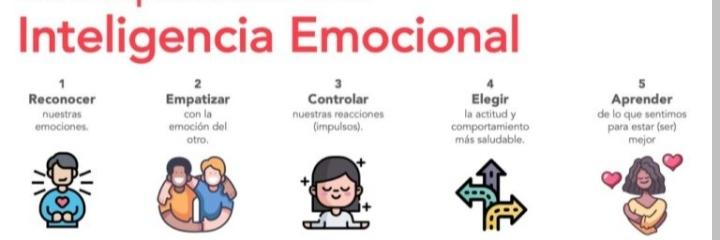 Inteligencia Emocional
1
Reconocer
nuestras
emociones.
2
Empatizar
con la
emoción del
otro.
3
Controlar
nuestras reacciones
(impulsos).
4
Elegir
la actitud y
comportamiento
más saludable.
5
Aprender
de lo que sentimos
para estar (ser)
mejor